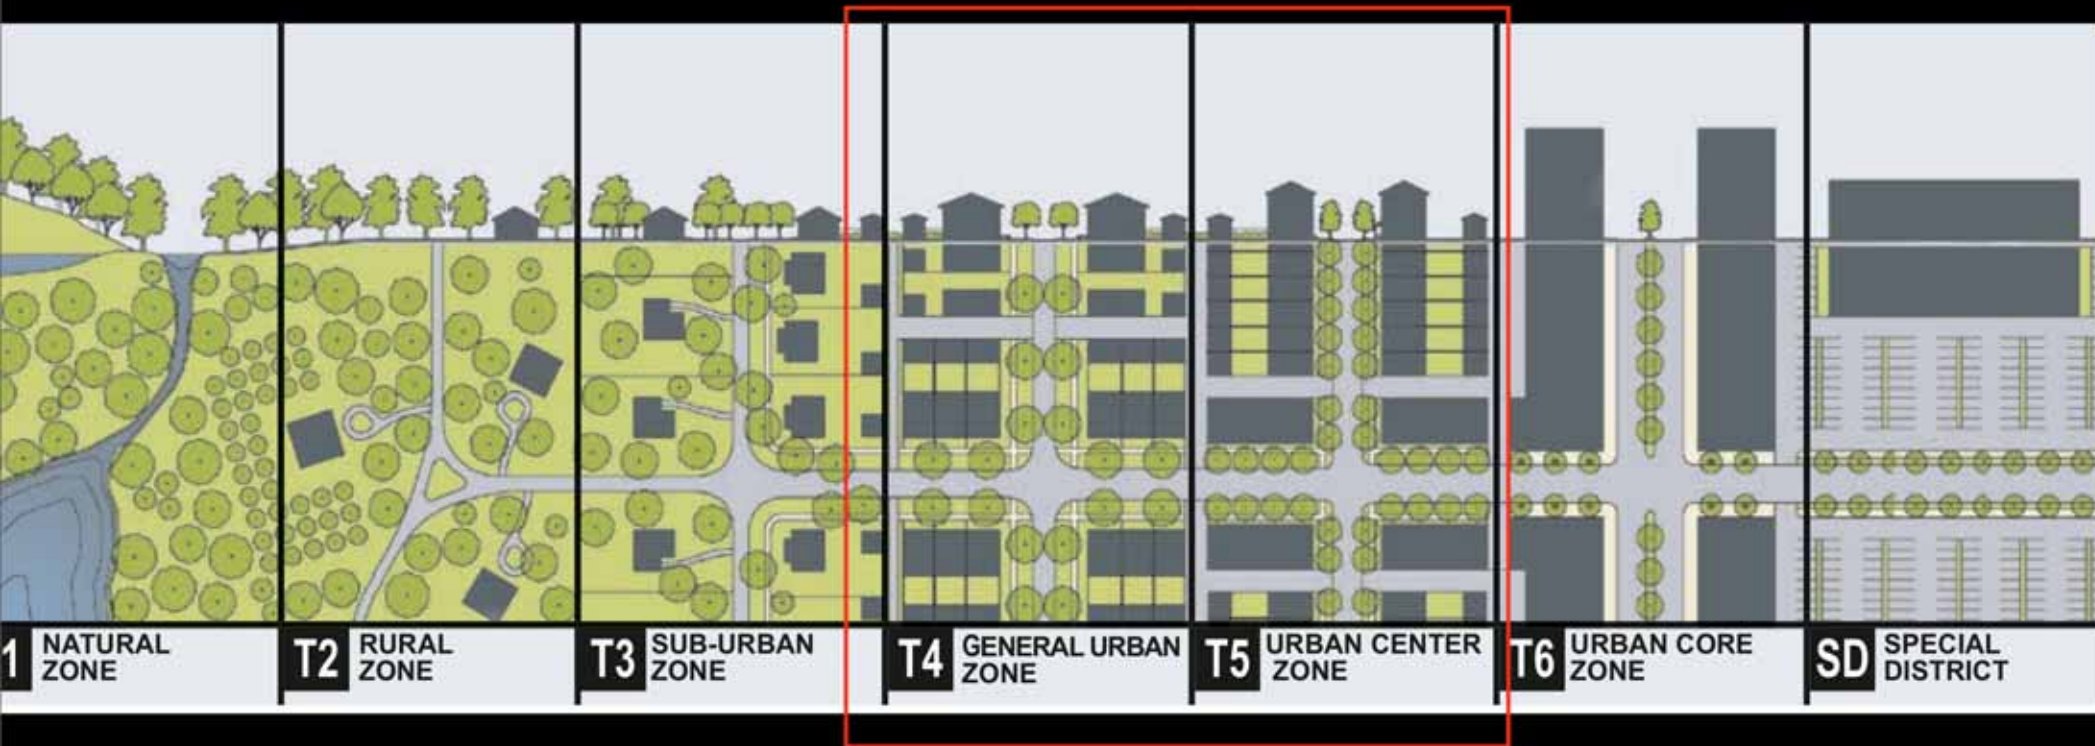 1 NATURAL
ZONE
T2 RURAL
ZONE
T3 SUB-URBAN
ZONE
T4 GENERAL URBAN
ZONE
T5 URBAN CENTER
ZONE
T6 URBAN CORE
ZONE
SD SPECIAL
DISTRICT